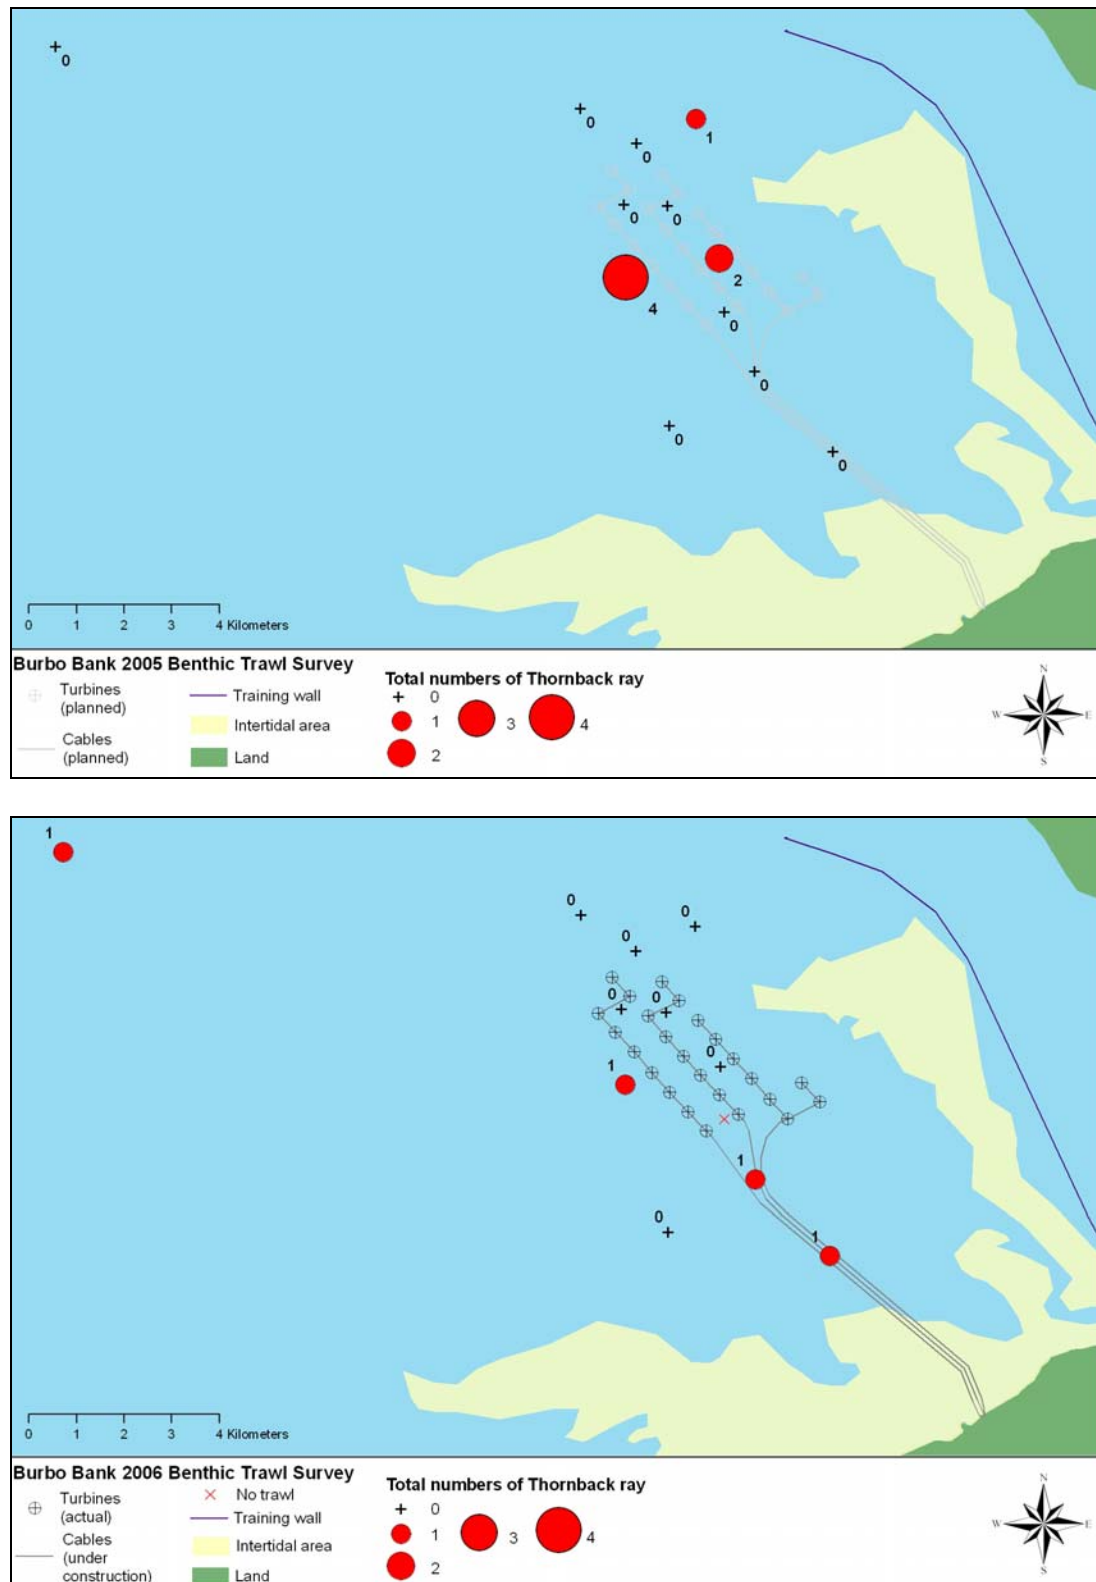 0
0
1
0
0
0
2
4
0
0
0
0
0 1 2 3 4 Kilometers
Burbo Bank 2005 Benthic Trawl Survey
Turbines
(planned)
Cables
(planned)
Training wall
Intertidal area
Land
Total numbers of Thornback ray
0
1
2
3
4
N
W E
S
1
0
0
0
0
0
0
1
1
0
1
0 1 2 3 4 Kilometers
Burbo Bank 2006 Benthic Trawl Survey
Turbines
(actual)
Cables
(under
construction)
No trawl
Training wall
Intertidal area
Land
Total numbers of Thornback ray
0
1
2
3
4
N
W E
S